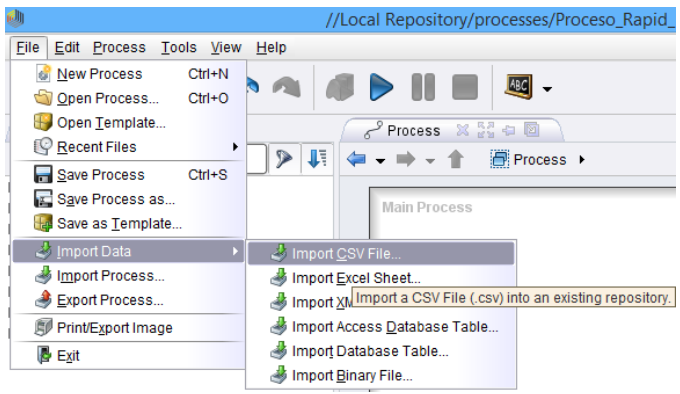 //Local Repository/processes/Proceso_Rapid_
File Edit Process Tools View Help
New Process Ctrl+N
Open Process... Ctrl+O
Open Template...
Recent Files
Save Process Ctrl+S
Save Process as...
Save as Template...
Import Data
Import Process...
Export Process...
Print/Export Image
Exit
ABC
Process
Process
Main Process
Import CSV File...
Import Excel Sheet...
Import XM
Import a CSV File (.csv) into an existing repository.
Import Access Database Table...
Import Database Table...
Import Binary File...